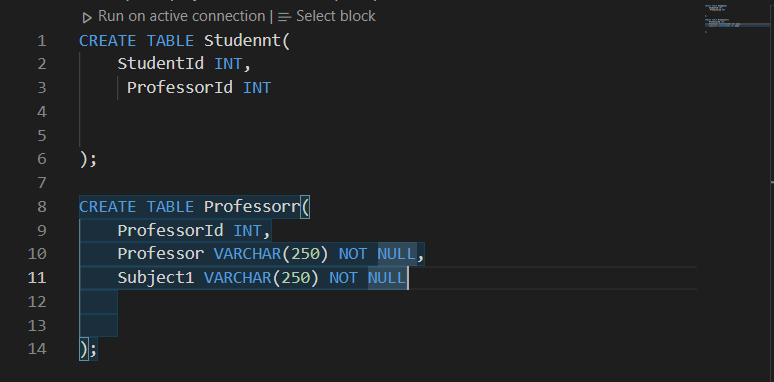 Run on active connection | Select block
1 CREATE TABLE Studennt(
2 StudentId INT,
3 ProfessorId INT
4
5
6 );
7
8 CREATE TABLE Professorr(
9 ProfessorId INT,
10 Professor VARCHAR(250) NOT NULL,
11 Subject1 VARCHAR(250) NOT NULL
12
13
14 );